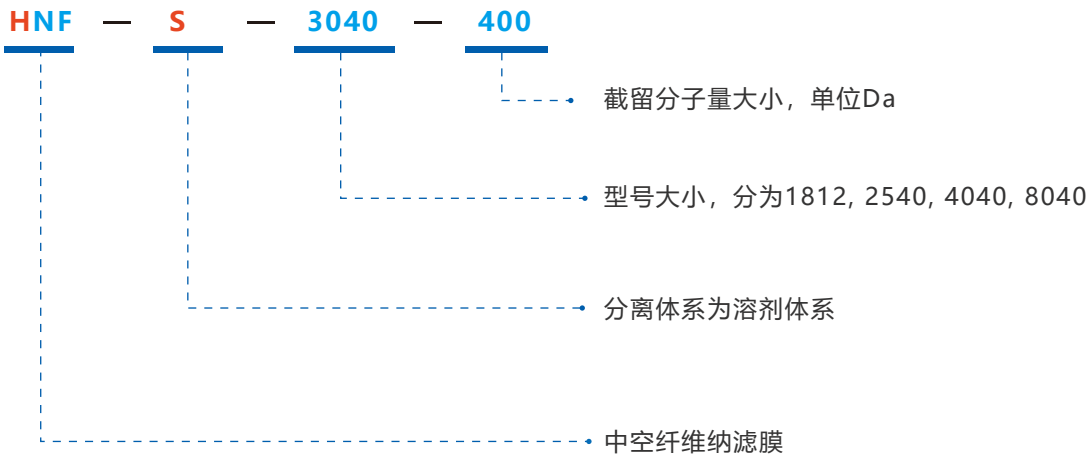 HNF — S — 3040 — 400
截留分子量大小，单位Da
型号大小，分为1812, 2540, 4040, 8040
分离体系为溶剂体系
中空纤维纳滤膜